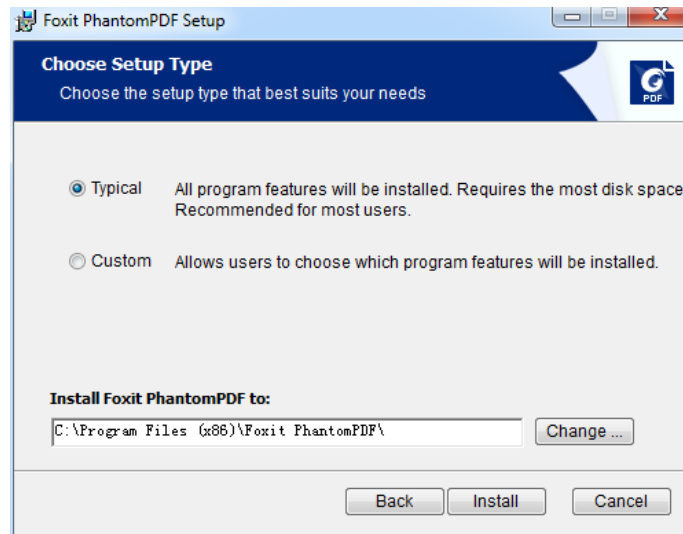 Foxit PhantomPDF Setup
Choose Setup Type
Choose the setup type that best suits your needs
G
PDF
Typical
All program features will be installed. Requires the most disk space
Recommended for most users.
Custom
Allows users to choose which program features will be installed.
Install Foxit PhantomPDF to:
C:\Program Files (x86)\Foxit PhantomPDF\
Change ...
Back
Install
Cancel